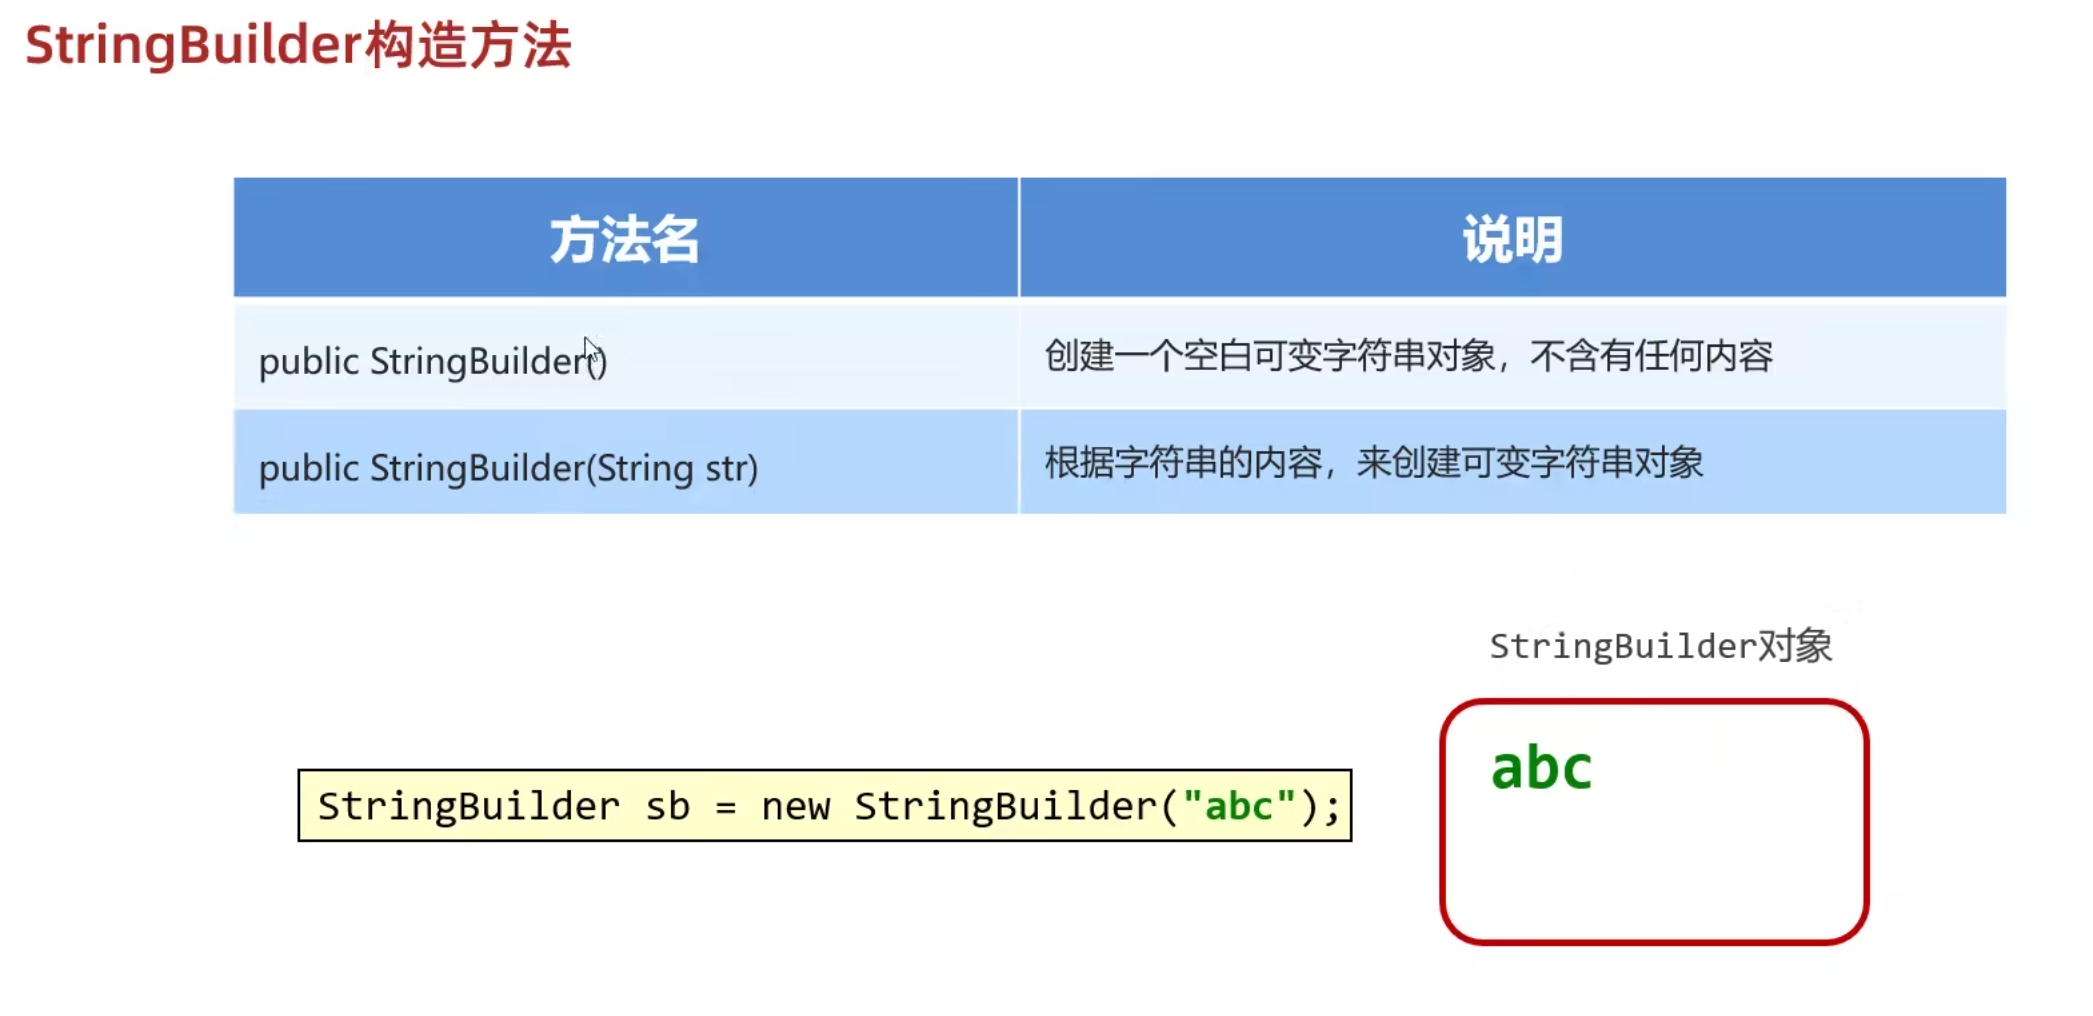 StringBuilder构造方法
方法名 说明
public StringBuilder() 创建一个空白可变字符串对象，不含有任何内容
public StringBuilder(String str) 根据字符串的内容，来创建可变字符串对象
StringBuilder对象
abc
StringBuilder sb = new StringBuilder("abc");